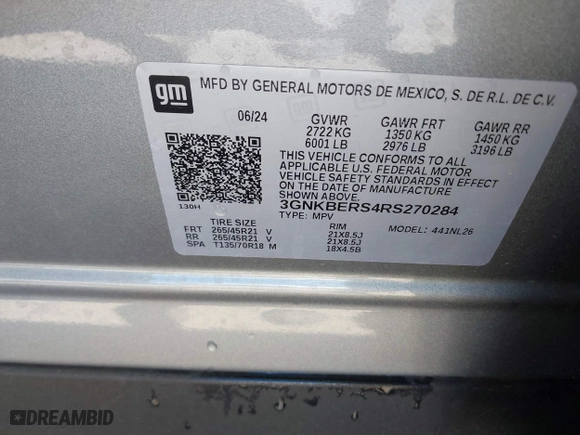 gm MFD BY GENERAL MOTORS DE MEXICO, S. DE R.L. DE C.V.
06/24 GVWR GAWR FRT GAWR RR
2722 KG 1350 KG 1450 KG
6001 LB 2976 LB 3196 LB
THIS VEHICLE CONFORMS TO ALL
APPLICABLE U.S. FEDERAL MOTOR
VEHICLE SAFETY STANDARDS IN EFFECT
ON THE DATE OF MANUFACTURE
SHOWN ABOVE.
3GNKBERS4RS270284
130H TYPE: MPV MODEL: 441NL26
TIRE SIZE RIM
FRT 265/45R21 V 21X8.5J
RR 265/45R21 V 21X8.5J
SPA T135/70R18 M 18X4.5B
DREAMBID